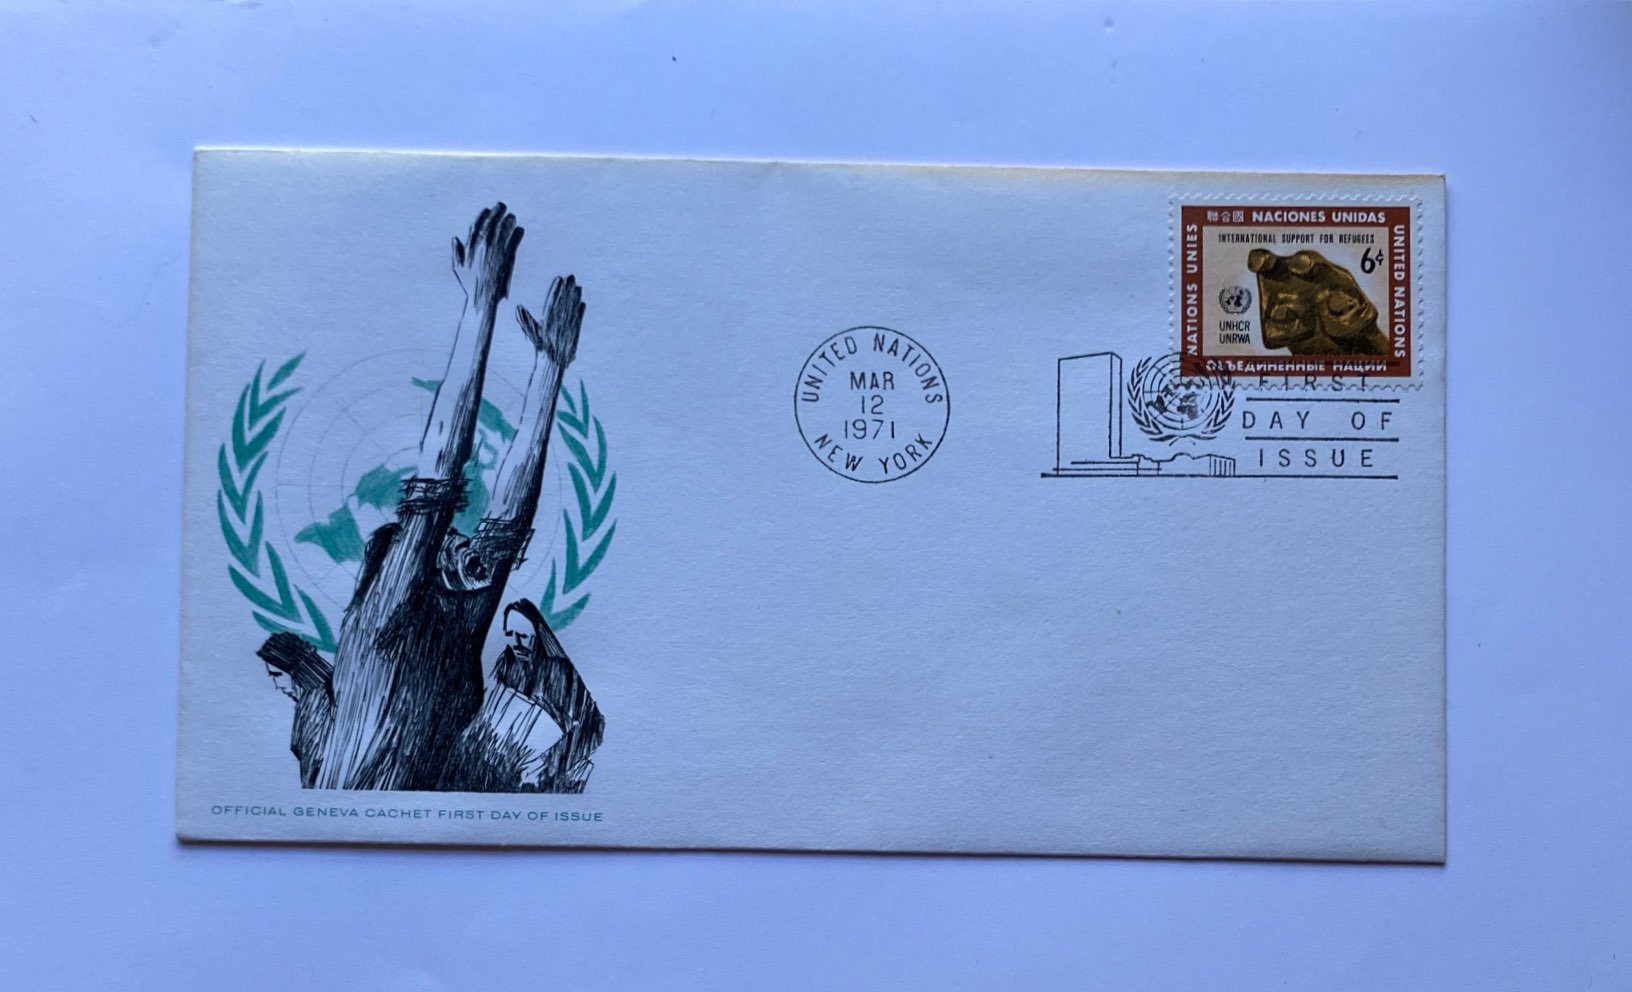 聯合國 NACIONES UNIDAS
NATIONS UNIES
UNITED NATIONS
INTERNATIONAL SUPPORT FOR REFUGEES
6¢
UNHCR
UNRWA
ОБЪЕДИНЕННЫЕ НАЦИИ
UNITED NATIONS
MAR
12
1971
NEW YORK
FIRST
DAY OF
ISSUE
OFFICIAL GENEVA CACHET FIRST DAY OF ISSUE